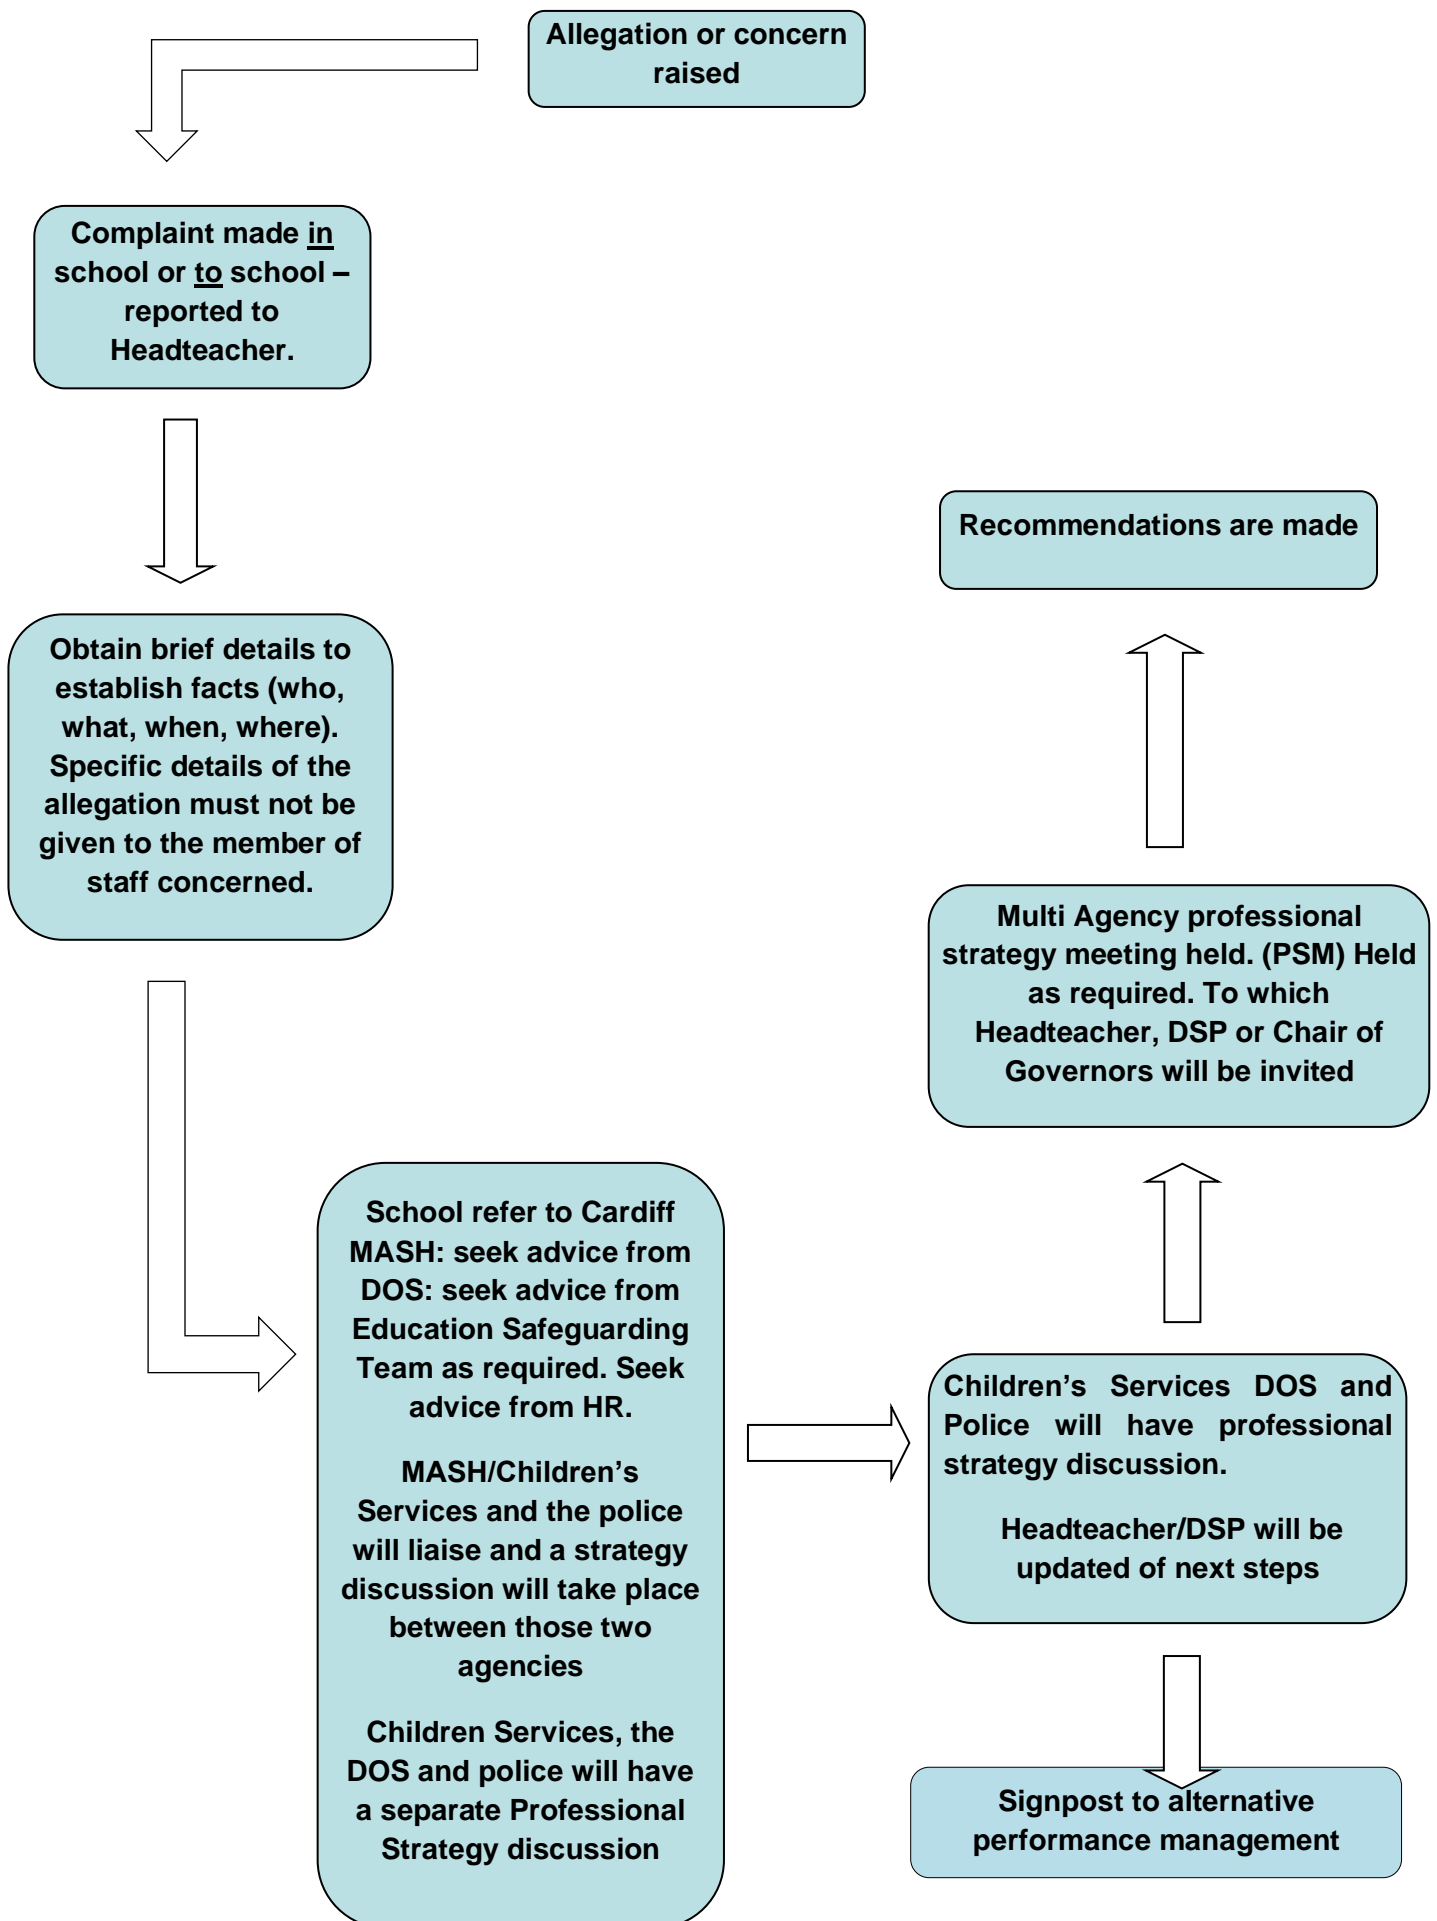 Allegation or concern
raised
Complaint made in
school or to school –
reported to
Headteacher.
Obtain brief details to
establish facts (who,
what, when, where).
Specific details of the
allegation must not be
given to the member of
staff concerned.
School refer to Cardiff
MASH: seek advice from
DOS: seek advice from
Education Safeguarding
Team as required. Seek
advice from HR.
MASH/Children’s
Services and the police
will liaise and a strategy
discussion will take place
between those two
agencies
Children Services, the
DOS and police will have
a separate Professional
Strategy discussion
Children’s Services DOS and
Police will have professional
strategy discussion.
Headteacher/DSP will be
updated of next steps
Multi Agency professional
strategy meeting held. (PSM) Held
as required. To which
Headteacher, DSP or Chair of
Governors will be invited
Recommendations are made
Signpost to alternative
performance management